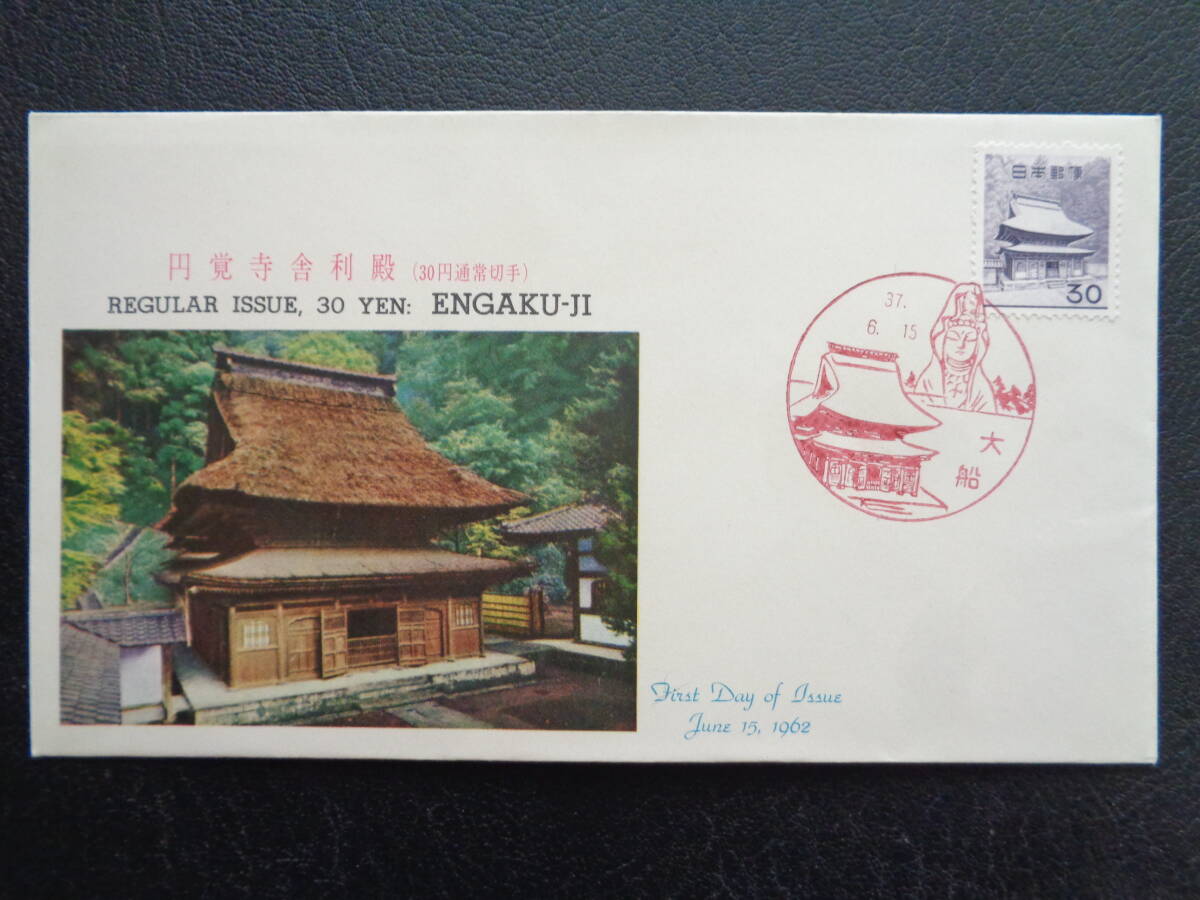 日本郵便
30
円覚寺舎利殿 (30円通常切手)
REGULAR ISSUE, 30 YEN: ENGAKU-JI
37.
6. 15
大船
First Day of Issue
June 15, 1962